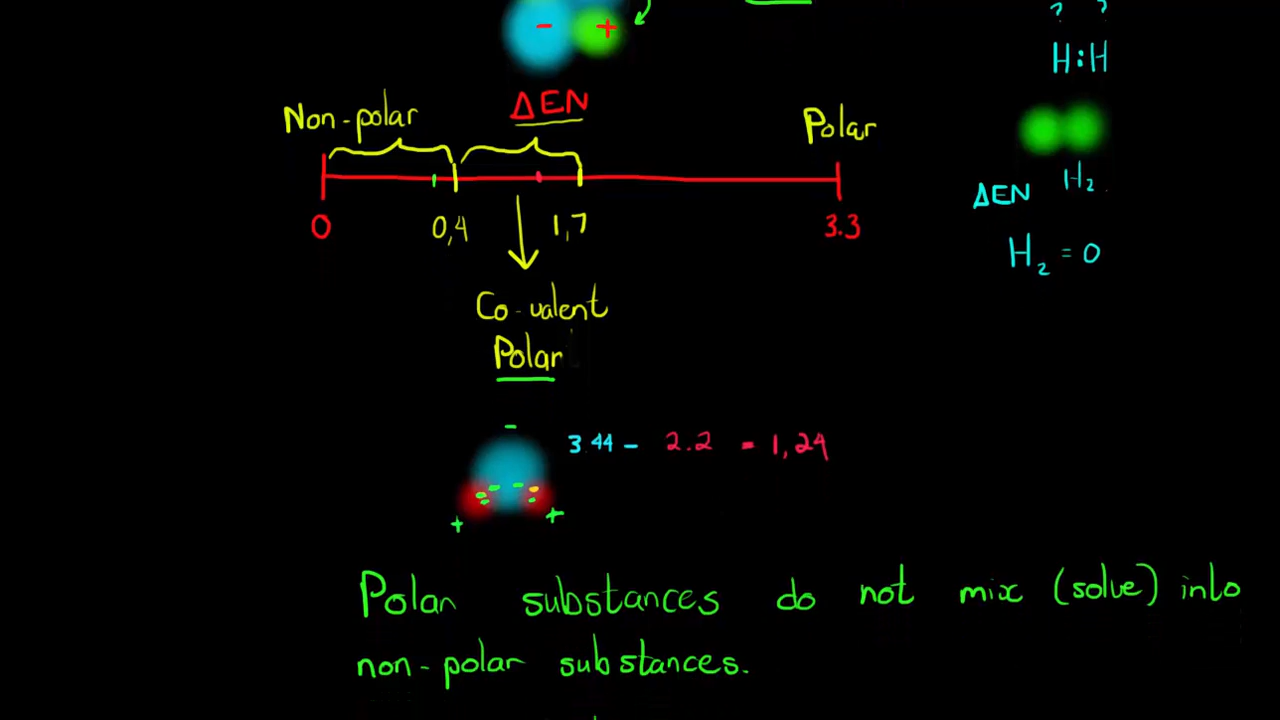 - +
? ?
H:H
Non-polar ΔEN Polar
0 0,4 1,7 3.3
H₂
ΔEN
H₂ = 0
Co-valent
Polar
-
3.44 - 2.2 = 1,24
+ +
Polar substances do not mix (solve) into
non-polar substances.